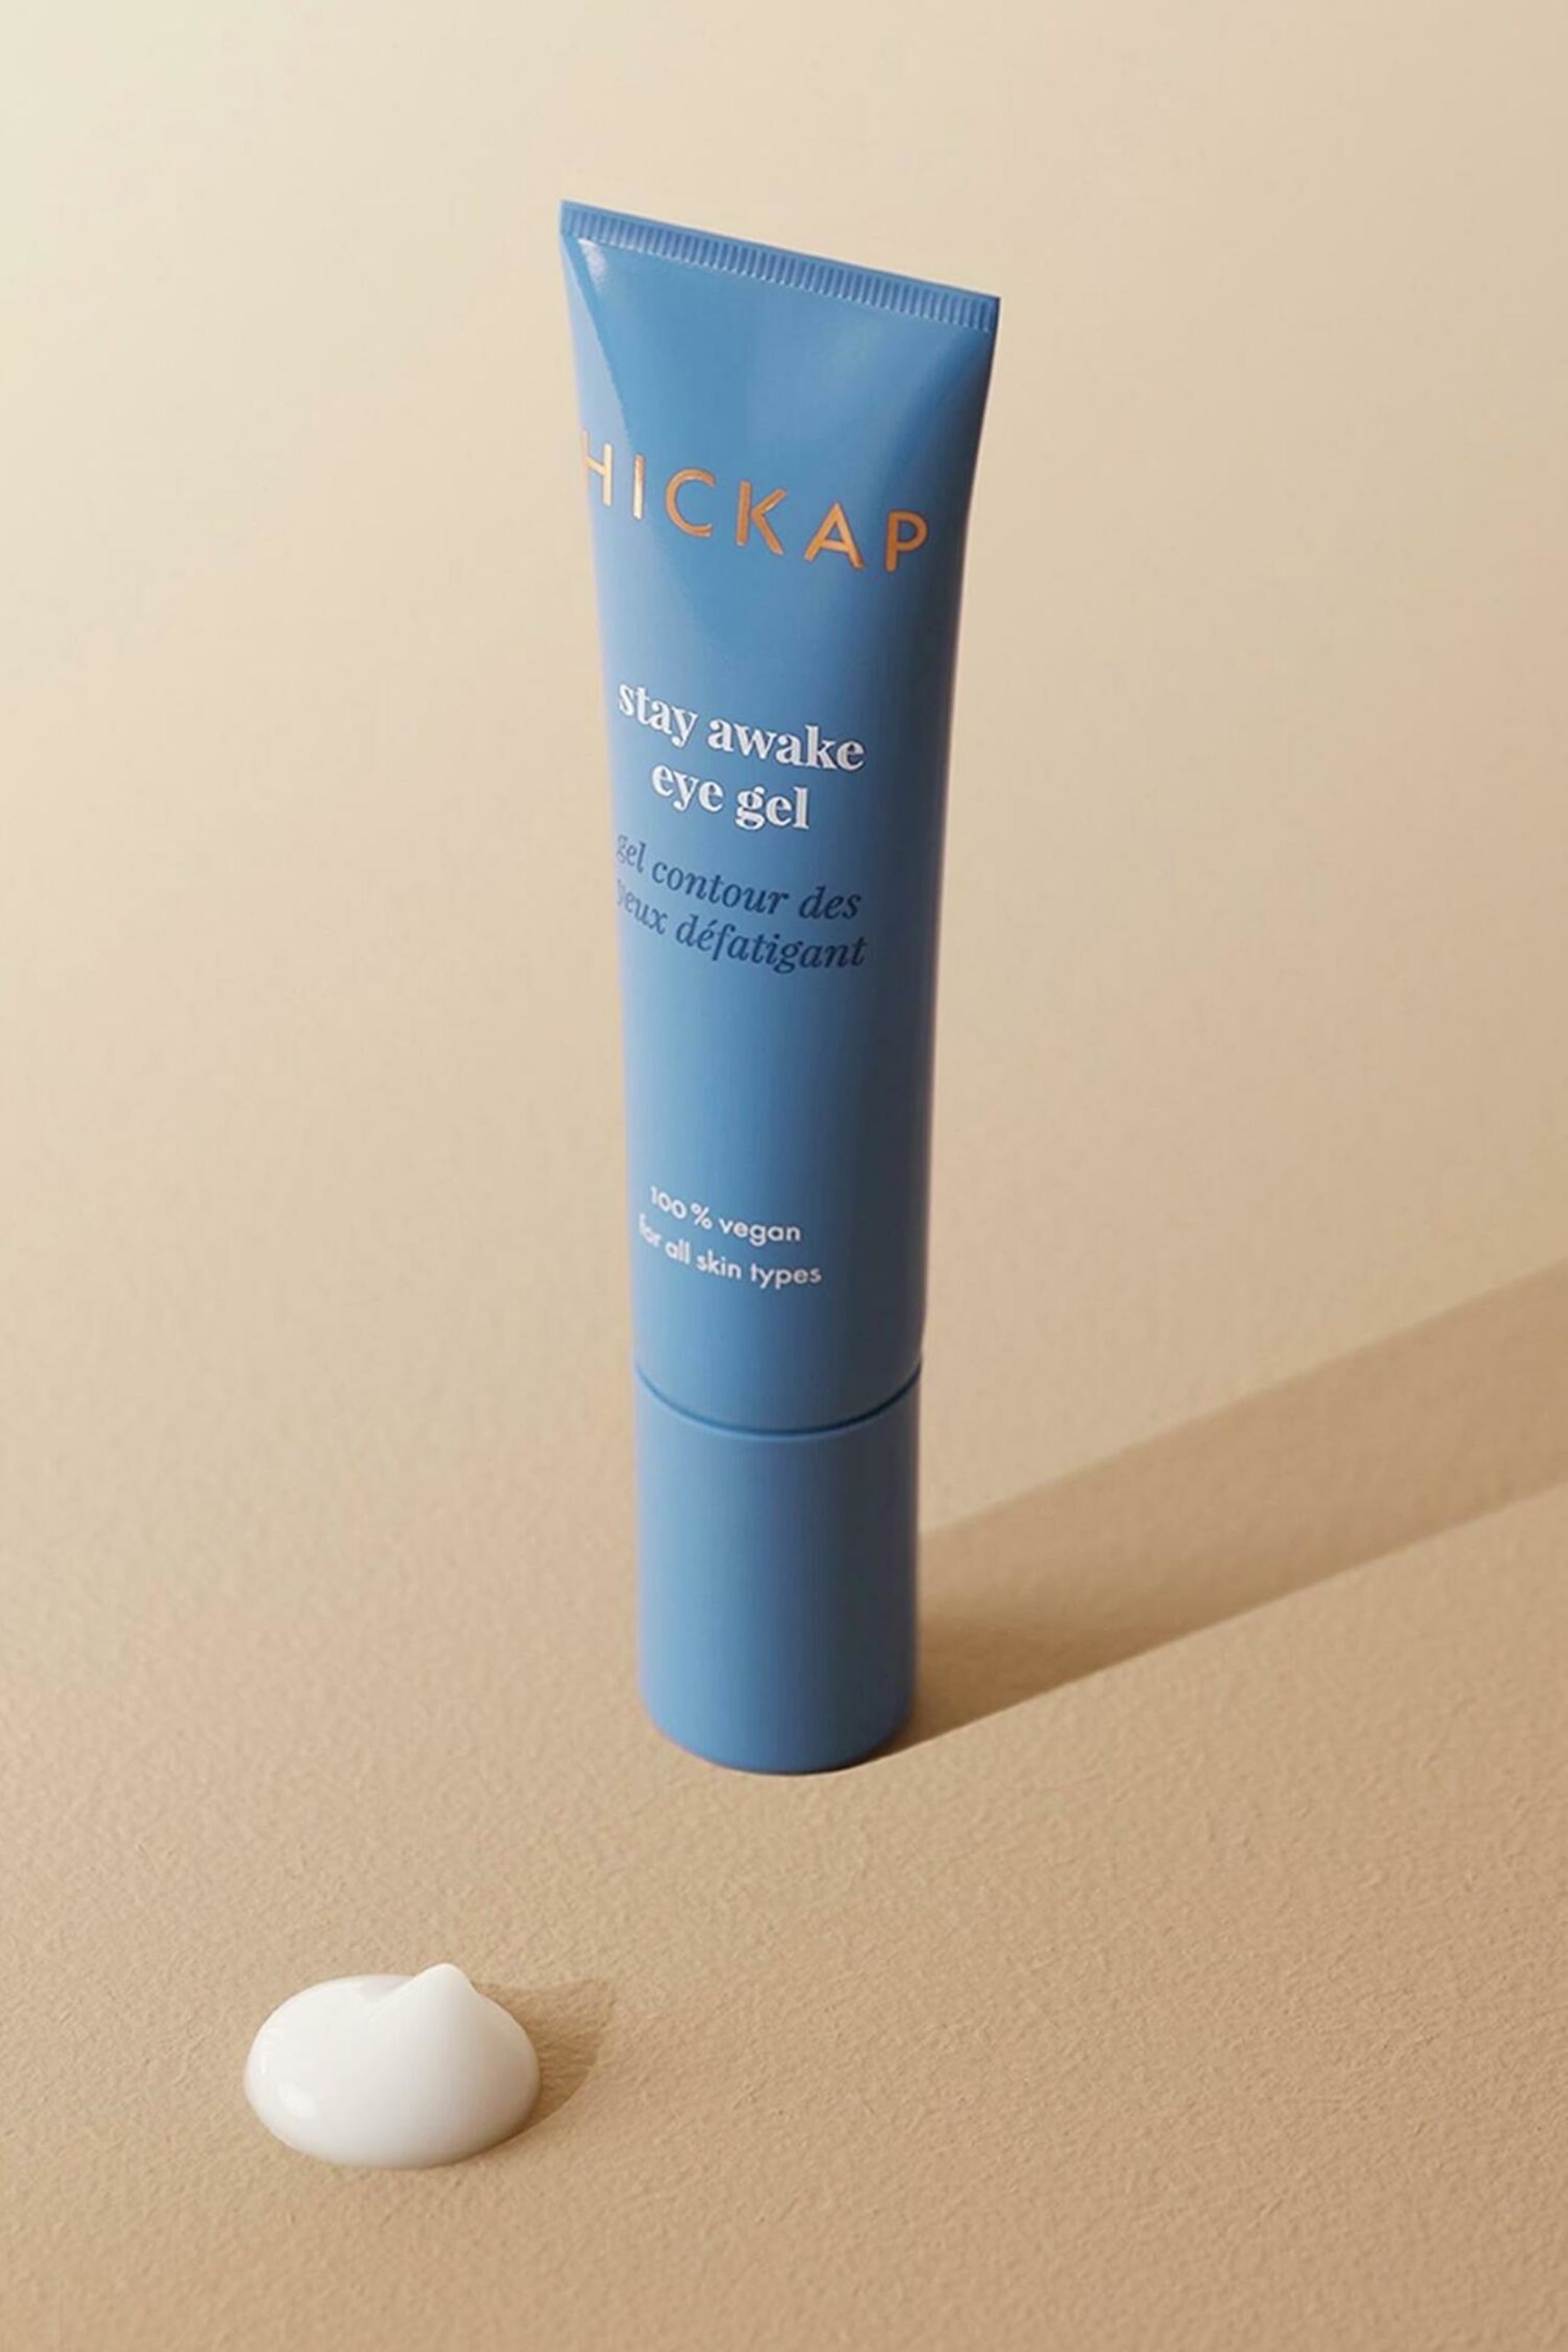 HICKAP
stay awake
eye gel
gel contour des
yeux défatigant
100% vegan
for all skin types